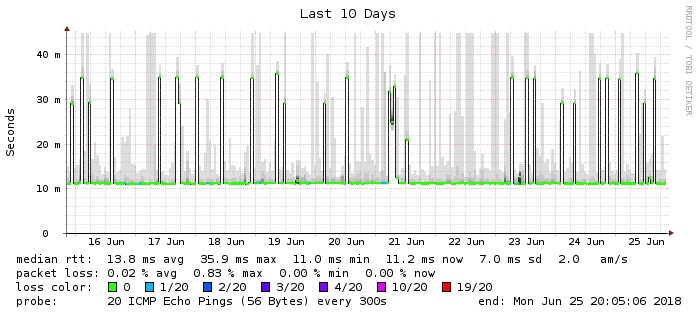 Last 10 Days
RRDTOOL / TOBI OETIKER
Seconds
40 m
30 m
20 m
10 m
0
16 Jun 17 Jun 18 Jun 19 Jun 20 Jun 21 Jun 22 Jun 23 Jun 24 Jun 25 Jun
median rtt: 13.8 ms avg 35.9 ms max 11.0 ms min 11.2 ms now 7.0 ms sd 2.0 am/s
packet loss: 0.02 % avg 0.83 % max 0.00 % min 0.00 % now
loss color: 0 1/20 2/20 3/20 4/20 10/20 19/20
probe: 20 ICMP Echo Pings (56 Bytes) every 300s end: Mon Jun 25 20:05:06 2018